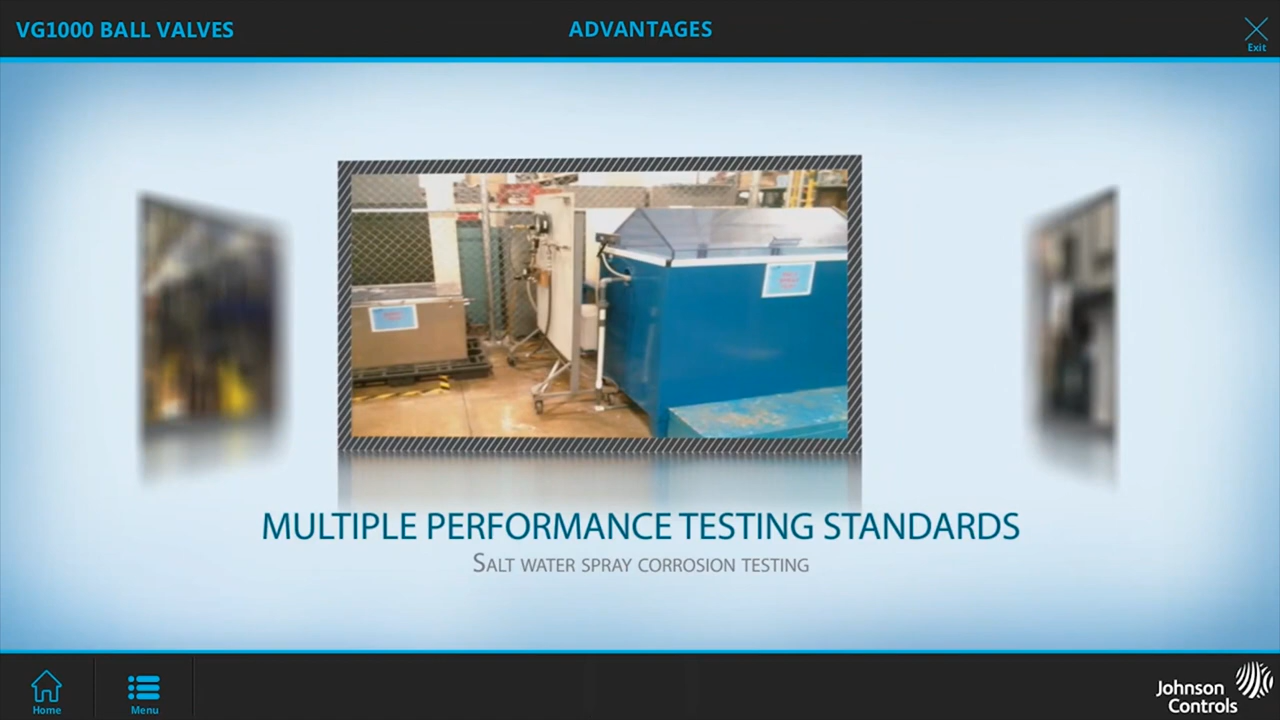 VG1000 BALL VALVES
ADVANTAGES
Exit
MULTIPLE PERFORMANCE TESTING STANDARDS
SALT WATER SPRAY CORROSION TESTING
Home
Menu
Johnson
Controls